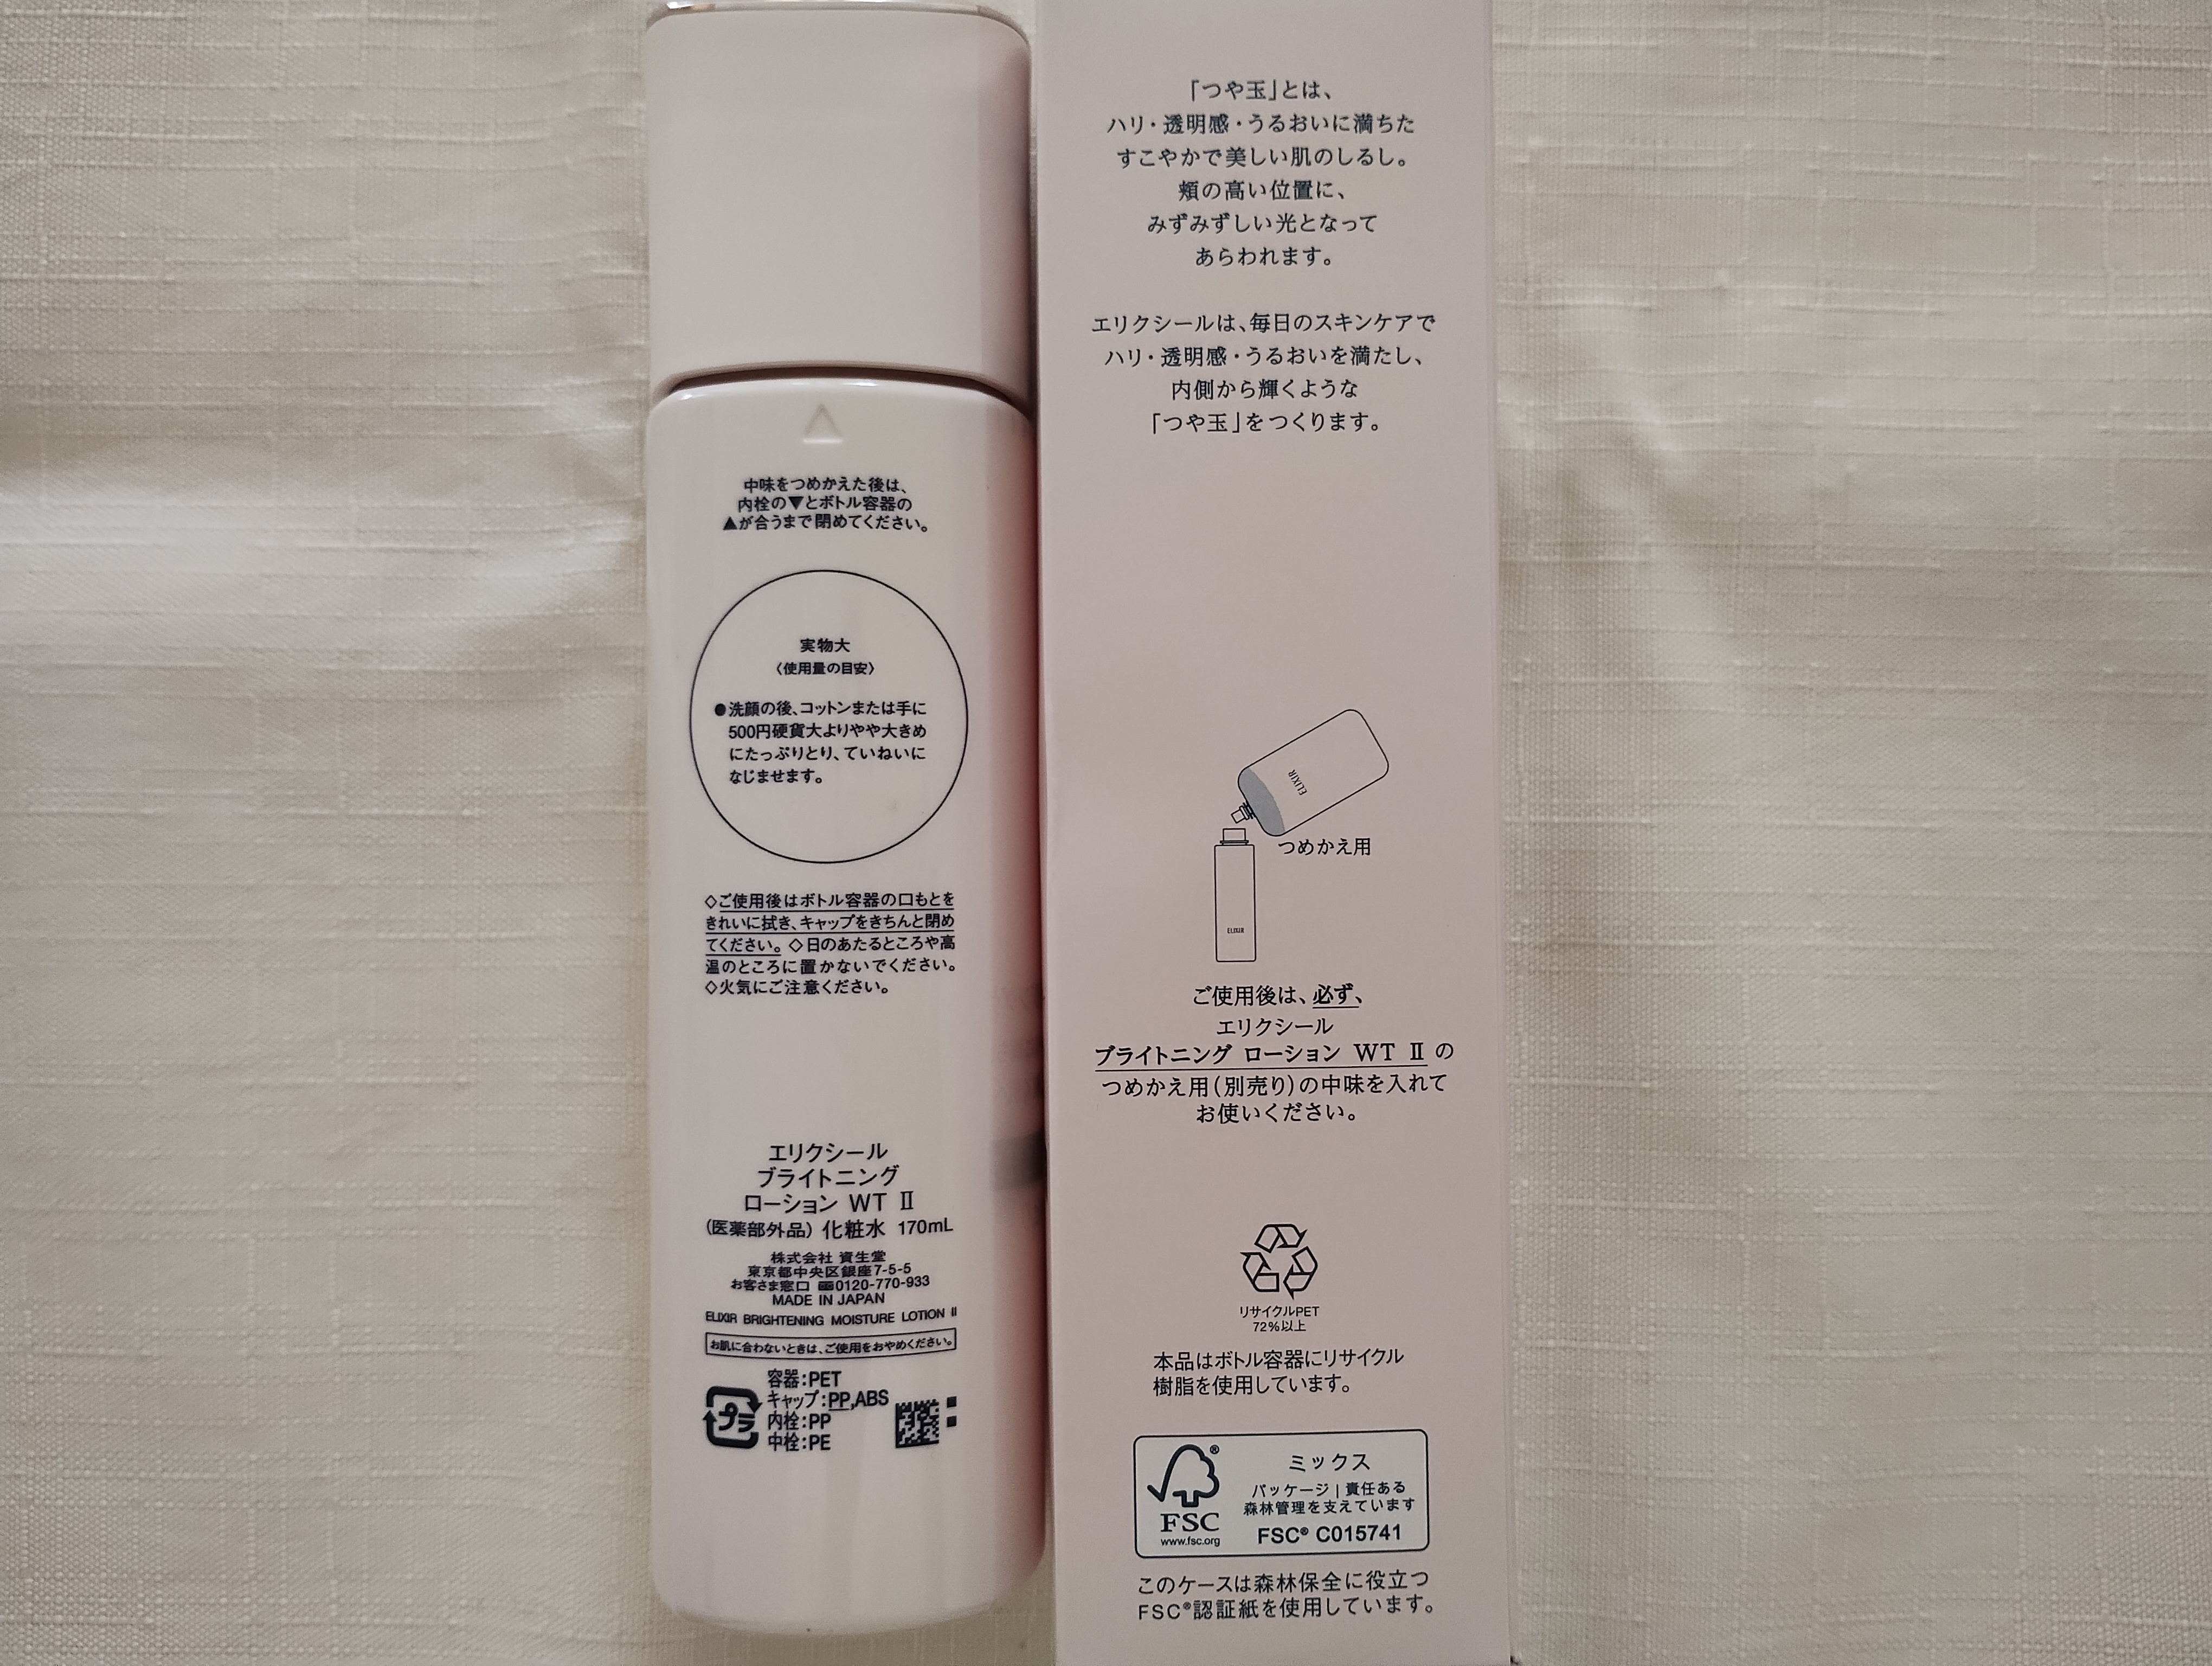 中味をつめかえた後は、
内栓の▼とボトル容器の
▲が合うまで閉めてください。
実物大
〈使用量の目安〉
●洗顔の後、コットンまたは手に
500円硬貨大よりやや大きめ
にたっぷりとり、ていねいに
なじませます。
◇ご使用後はボトル容器の口もとを
きれいに拭き、キャップをきちんと閉め
てください。◇日のあたるところや高
温のところに置かないでください。
◇火気にご注意ください。
エリクシール
ブライトニング
ローション WT Ⅱ
(医薬部外品) 化粧水 170mL
株式会社 資生堂
東京都中央区銀座7-5-5
お客さま窓口 0120-770-933
MADE IN JAPAN
ELIXIR BRIGHTENING MOISTURE LOTION II
お肌に合わないときは、ご使用をおやめください。
プラ
容器:PET
キャップ:PP,ABS
内栓:PP
中栓:PE
「つや玉」とは、
ハリ・透明感・うるおいに満ちた
すこやかで美しい肌のしるし。
頬の高い位置に、
みずみずしい光となって
あらわれます。
エリクシールは、毎日のスキンケアで
ハリ・透明感・うるおいを満たし、
内側から輝くような
「つや玉」をつくります。
ELIXIR
つめかえ用
ELIXIR
ご使用後は、必ず、
エリクシール
ブライトニング ローション WT Ⅱ の
つめかえ用(別売り)の中味を入れて
お使いください。
リサイクルPET
72%以上
本品はボトル容器にリサイクル
樹脂を使用しています。
FSC
www.fsc.org
ミックス
パッケージ|責任ある
森林管理を支えています
FSC® C015741
このケースは森林保全に役立つ
FSC®認証紙を使用しています。